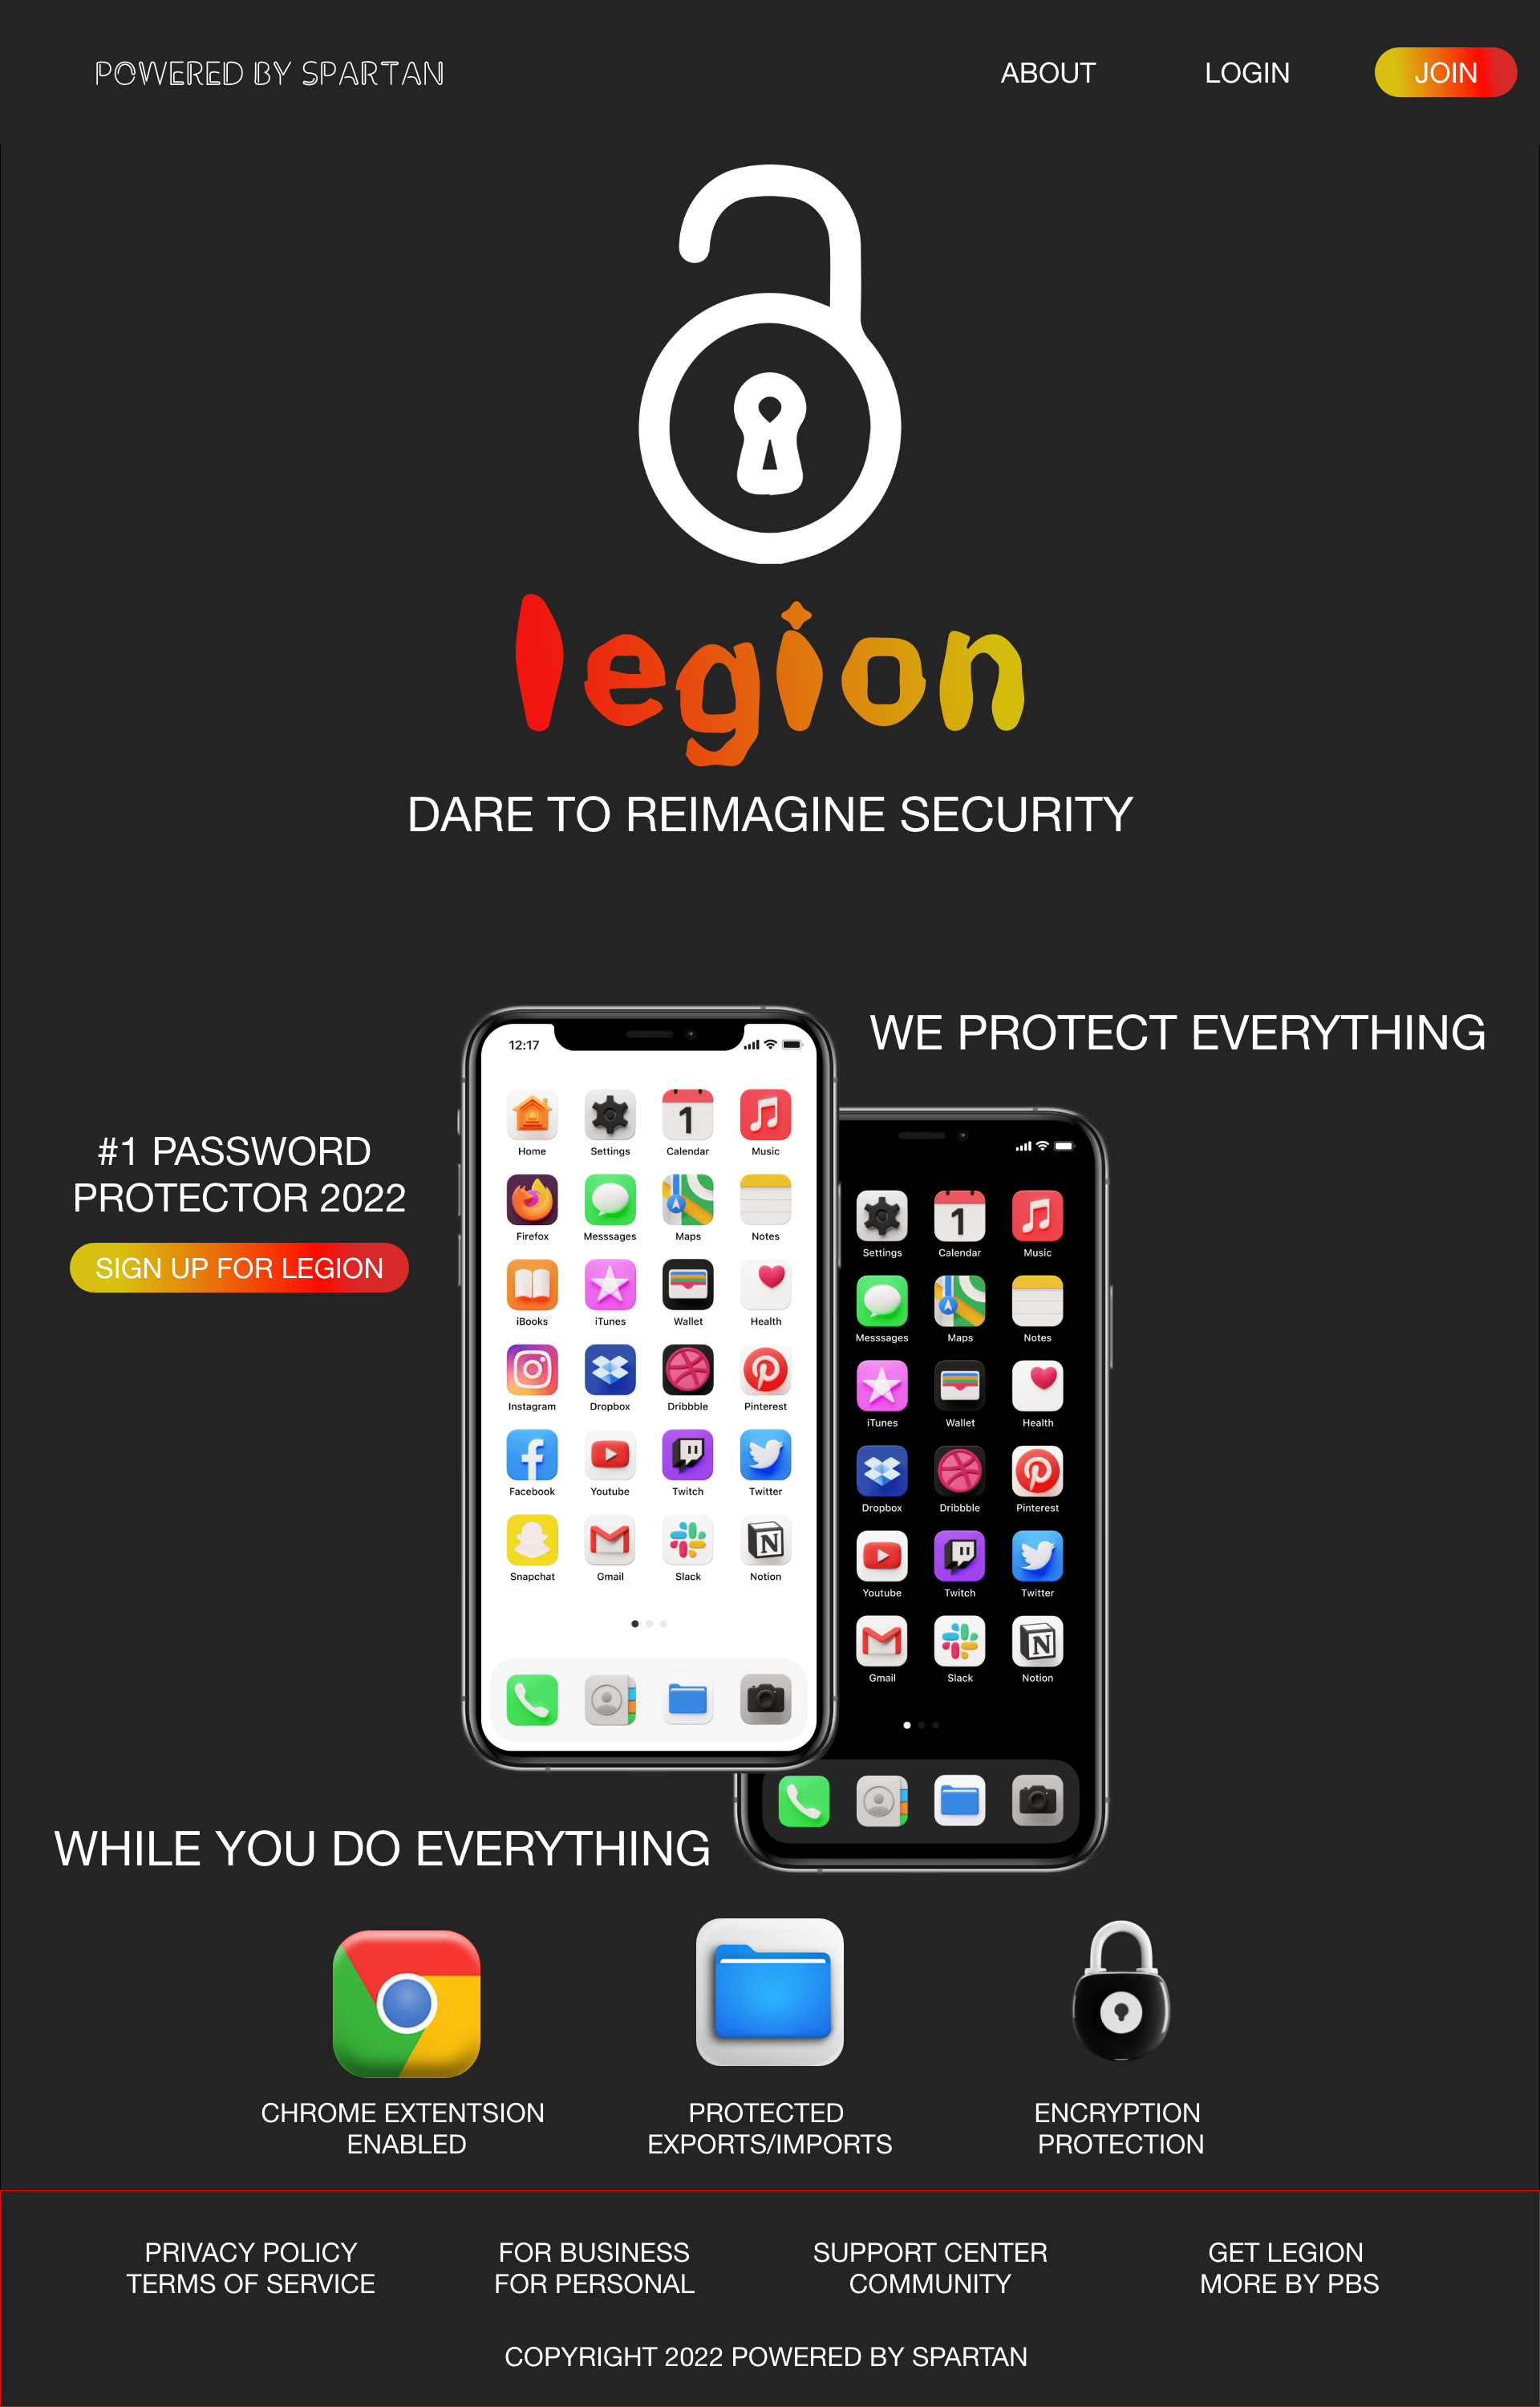 POWERED BY SPARTAN
ABOUT
LOGIN
JOIN
legion
DARE TO REIMAGINE SECURITY
WE PROTECT EVERYTHING
#1 PASSWORD
PROTECTOR 2022
SIGN UP FOR LEGION
12:17
1
Home Settings Calendar Music
Firefox Messsages Maps Notes
iBooks iTunes Wallet Health
Instagram Dropbox Dribbble Pinterest
Facebook Youtube Twitch Twitter
Snapchat Gmail Slack Notion
1
Settings Calendar Music
Messsages Maps Notes
iTunes Wallet Health
Dropbox Dribbble Pinterest
Youtube Twitch Twitter
Gmail Slack Notion
WHILE YOU DO EVERYTHING
CHROME EXTENTSION
ENABLED
PROTECTED
EXPORTS/IMPORTS
ENCRYPTION
PROTECTION
PRIVACY POLICY
TERMS OF SERVICE
FOR BUSINESS
FOR PERSONAL
SUPPORT CENTER
COMMUNITY
GET LEGION
MORE BY PBS
COPYRIGHT 2022 POWERED BY SPARTAN